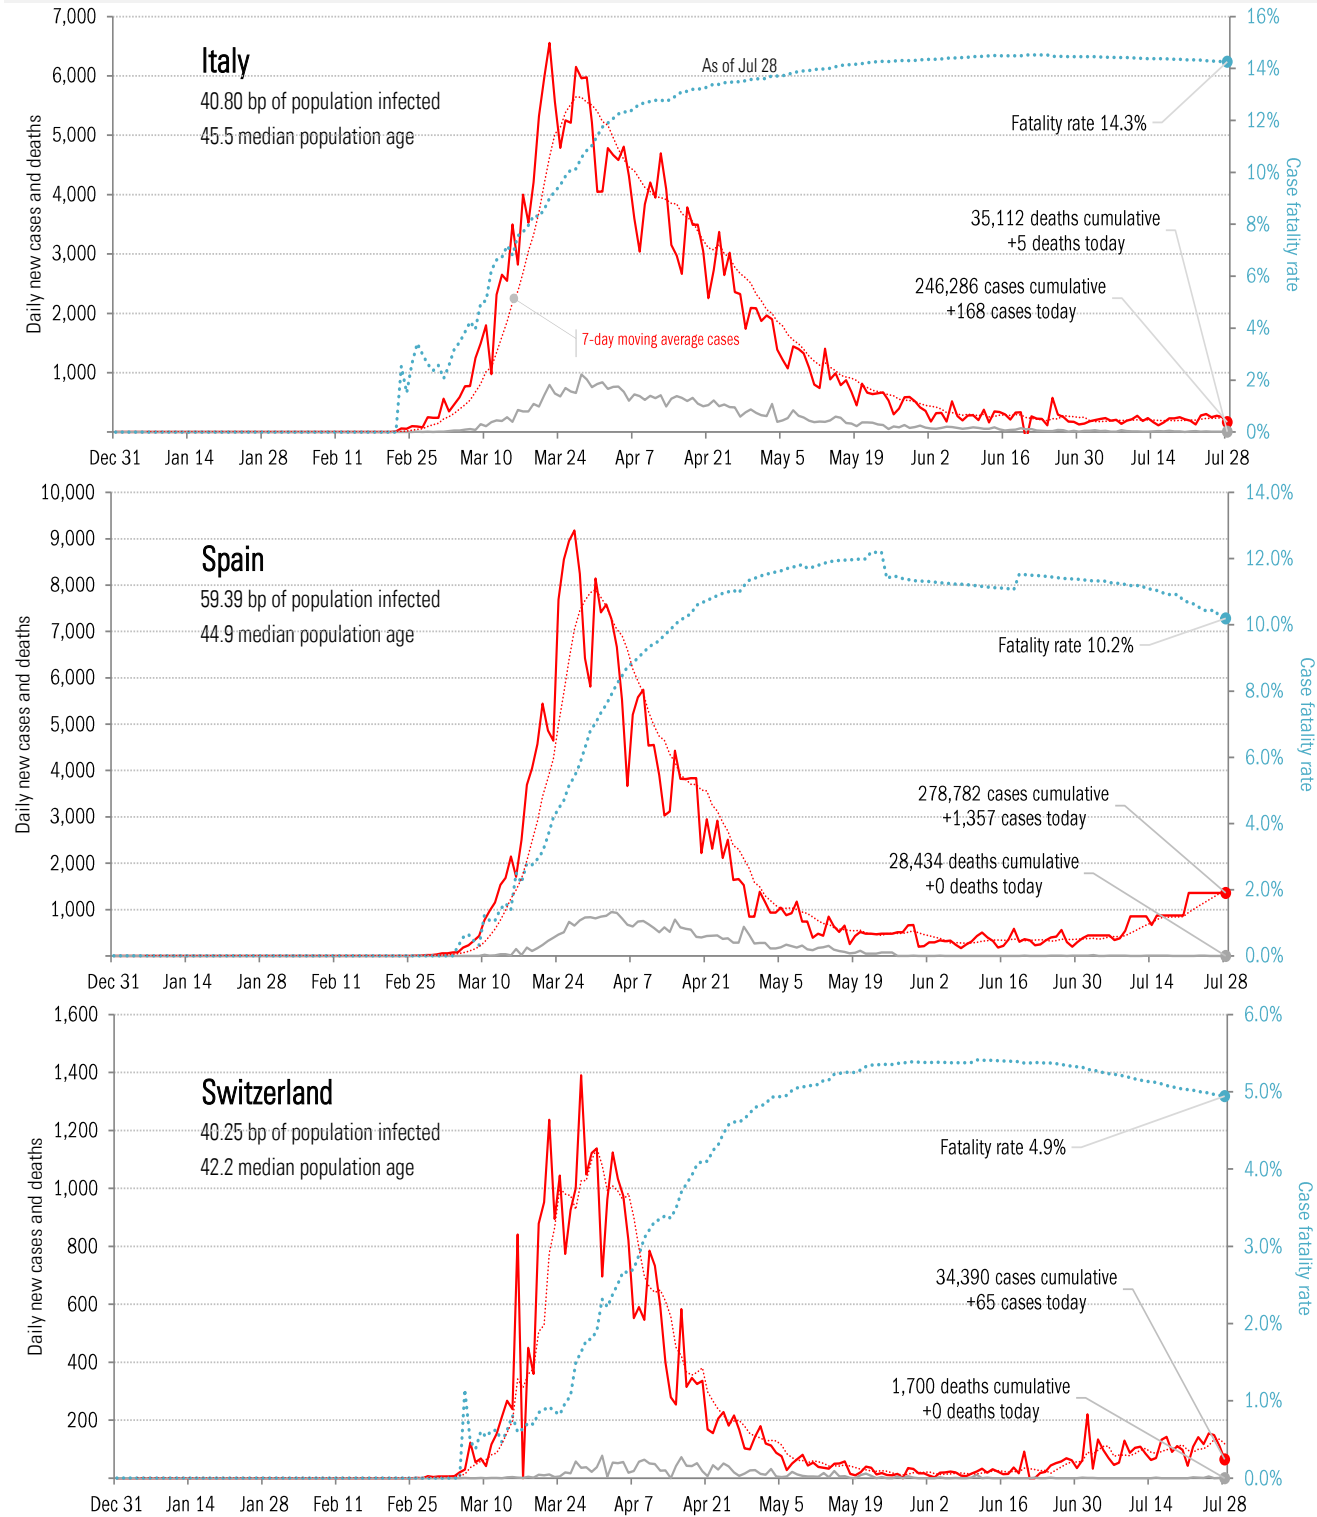 7,000
6,000
5,000
4,000
3,000
2,000
1,000
Daily new cases and deaths
Italy
40.80 bp of population infected
45.5 median population age
As of Jul 28
16%
14%
12%
10%
8%
6%
4%
2%
0%
Case fatality rate
Fatality rate 14.3%
35,112 deaths cumulative
+5 deaths today
246,286 cases cumulative
+168 cases today
7-day moving average cases
Dec 31 Jan 14 Jan 28 Feb 11 Feb 25 Mar 10 Mar 24 Apr 7 Apr 21 May 5 May 19 Jun 2 Jun 16 Jun 30 Jul 14 Jul 28
10,000
9,000
8,000
7,000
6,000
5,000
4,000
3,000
2,000
1,000
Daily new cases and deaths
Spain
59.39 bp of population infected
44.9 median population age
14.0%
12.0%
10.0%
8.0%
6.0%
4.0%
2.0%
0.0%
Case fatality rate
Fatality rate 10.2%
278,782 cases cumulative
+1,357 cases today
28,434 deaths cumulative
+0 deaths today
Dec 31 Jan 14 Jan 28 Feb 11 Feb 25 Mar 10 Mar 24 Apr 7 Apr 21 May 5 May 19 Jun 2 Jun 16 Jun 30 Jul 14 Jul 28
1,600
1,400
1,200
1,000
800
600
400
200
Daily new cases and deaths
Switzerland
40.25 bp of population infected
42.2 median population age
6.0%
5.0%
4.0%
3.0%
2.0%
1.0%
0.0%
Case fatality rate
Fatality rate 4.9%
34,390 cases cumulative
+65 cases today
1,700 deaths cumulative
+0 deaths today
Dec 31 Jan 14 Jan 28 Feb 11 Feb 25 Mar 10 Mar 24 Apr 7 Apr 21 May 5 May 19 Jun 2 Jun 16 Jun 30 Jul 14 Jul 28